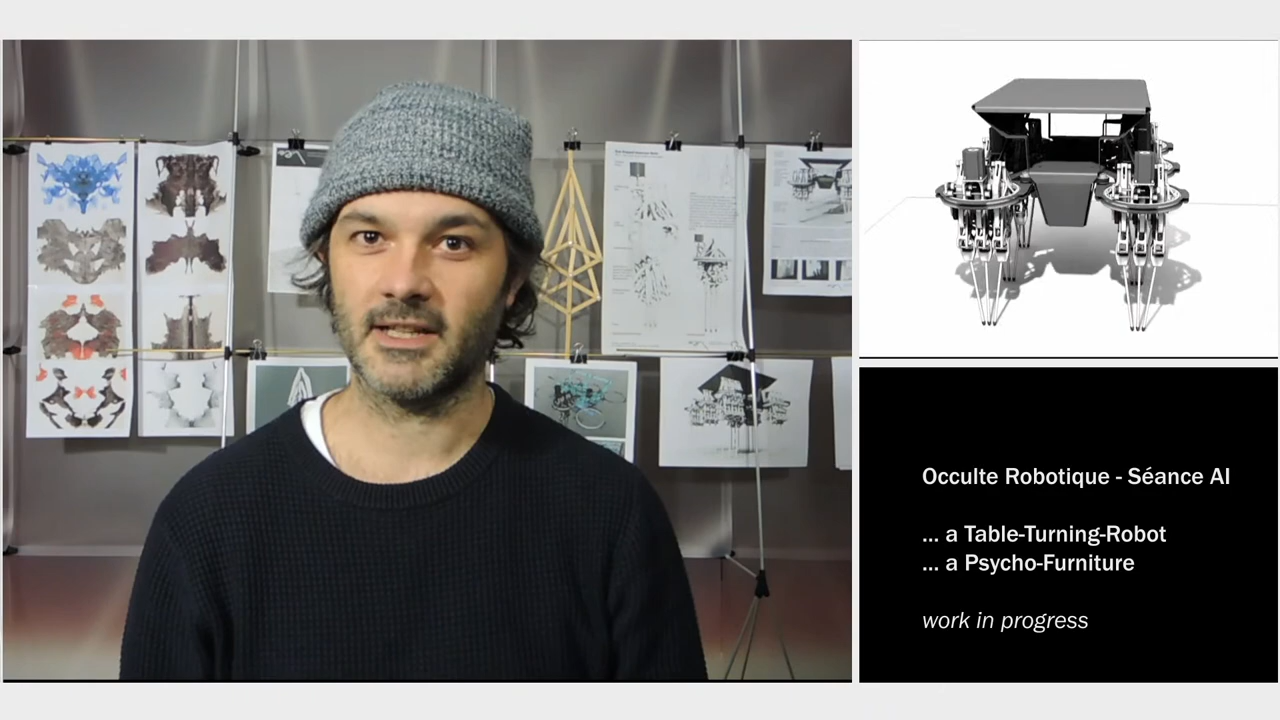 Occulte Robotique - Séance AI
... a Table-Turning-Robot
... a Psycho-Furniture
work in progress